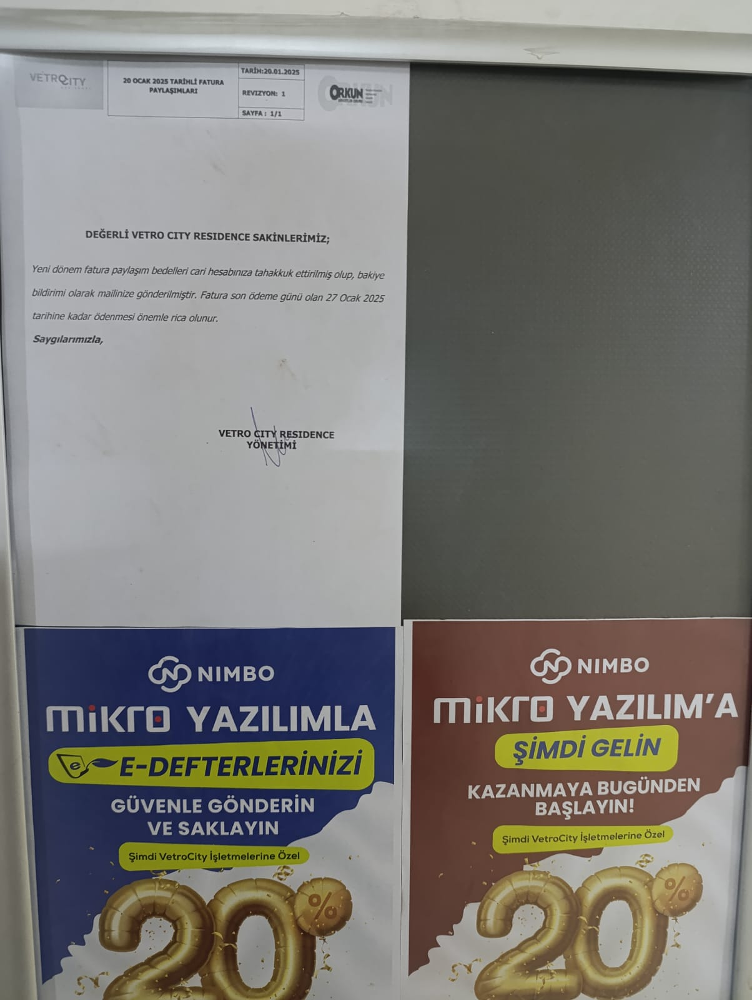 VETROCITY
20 OCAK 2025 TARİHLİ FATURA
PAYLAŞIMLARI
TARİH:20.01.2025
REVIZYON: 1
SAYFA : 1/1
ORKUN
DEĞERLİ VETRO CITY RESIDENCE SAKİNLERİMİZ;
Yeni dönem fatura paylaşım bedelleri cari hesabınıza tahakkuk ettirilmiş olup, bakiye
bildirimi olarak mailinize gönderilmiştir. Fatura son ödeme günü olan 27 Ocak 2025
tarihine kadar ödenmesi önemle rica olunur.
Saygılarımızla,
VETRO CITY RESIDENCE
YÖNETİMİ
NIMBO
mikro YAZILIMLA
e E-DEFTERLERİNİZİ
GÜVENLE GÖNDERİN
VE SAKLAYIN
Şimdi VetroCity İşletmelerine Özel
20%
NIMBO
mikro YAZILIM'A
ŞİMDİ GELİN
KAZANMAYA BUGÜNDEN
BAŞLAYIN!
Şimdi VetroCity İşletmelerine Özel
20%